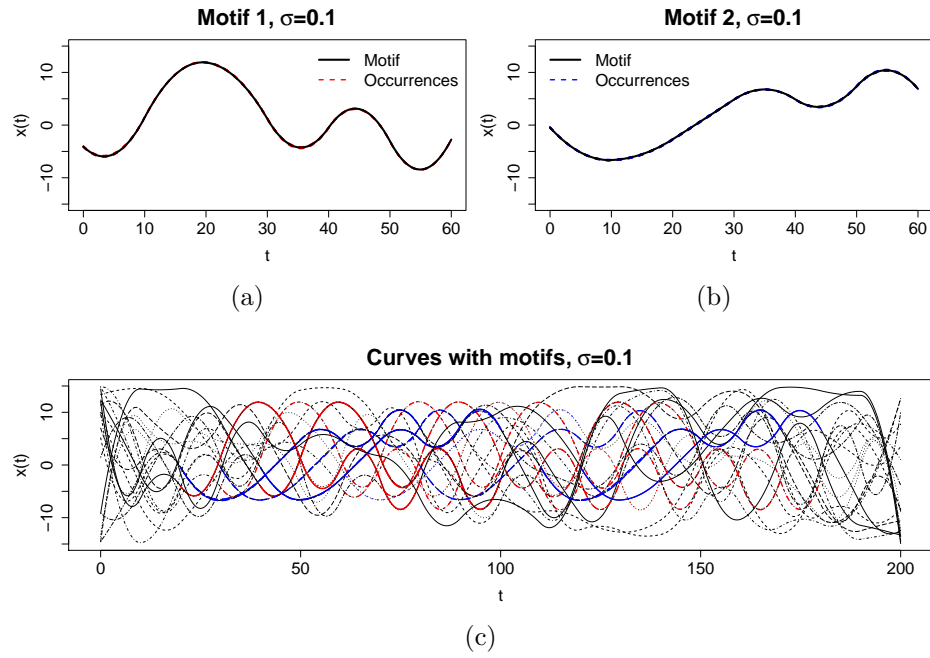 Motif 1, σ=0.1
x(t)
10
0
−10
Motif
Occurrences
0 10 20 30 40 50 60
t
(a)
Motif 2, σ=0.1
x(t)
10
0
−10
Motif
Occurrences
0 10 20 30 40 50 60
t
(b)
Curves with motifs, σ=0.1
x(t)
10
0
−10
0 50 100 150 200
t
(c)